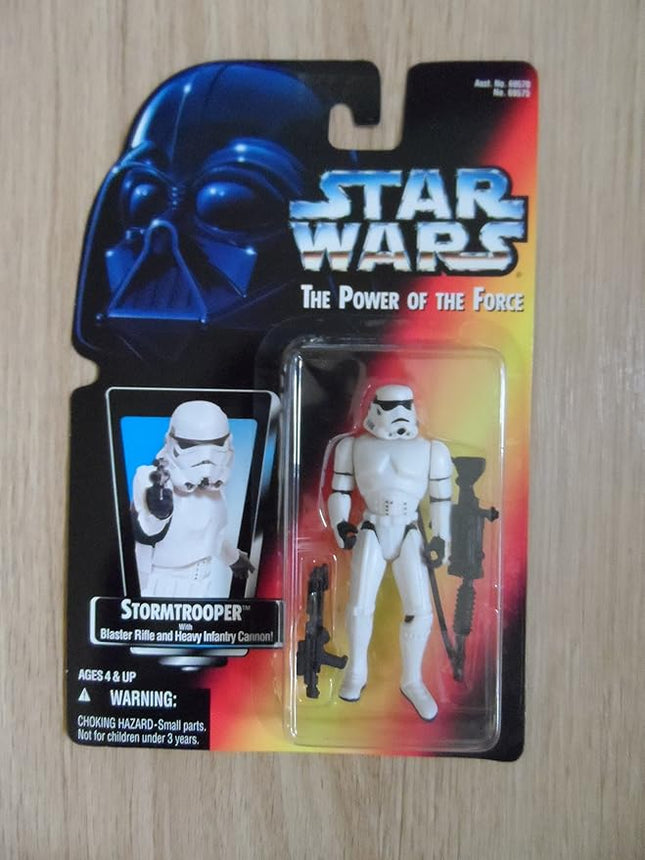 Asst. No. 69570
No. 69575
STAR
WARS
THE POWER OF THE FORCE
STORMTROOPER™
With
Blaster Rifle and Heavy Infantry Cannon!
AGES 4 & UP
WARNING:
CHOKING HAZARD-Small parts.
Not for children under 3 years.